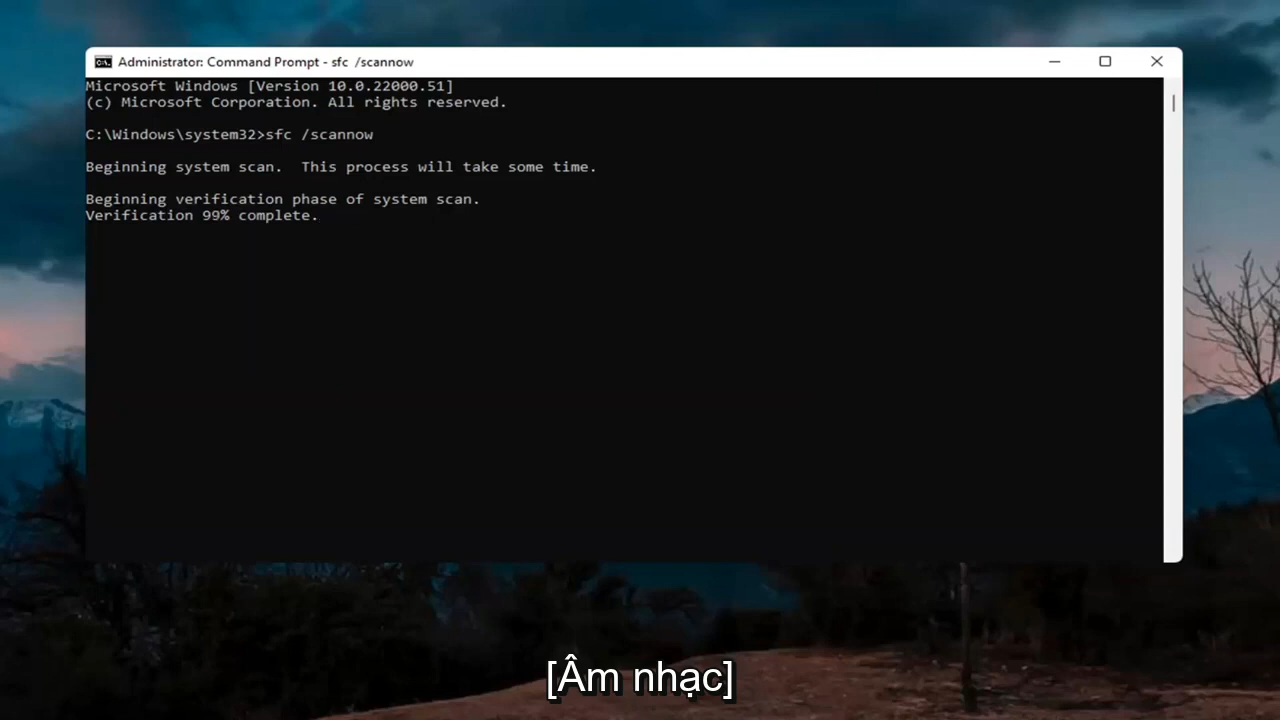 Administrator: Command Prompt - sfc  /scannow
Microsoft Windows [Version 10.0.22000.51]
(c) Microsoft Corporation. All rights reserved.
C:\Windows\system32>sfc /scannow
Beginning system scan.  This process will take some time.
Beginning verification phase of system scan.
Verification 99% complete.
[Âm nhạc]